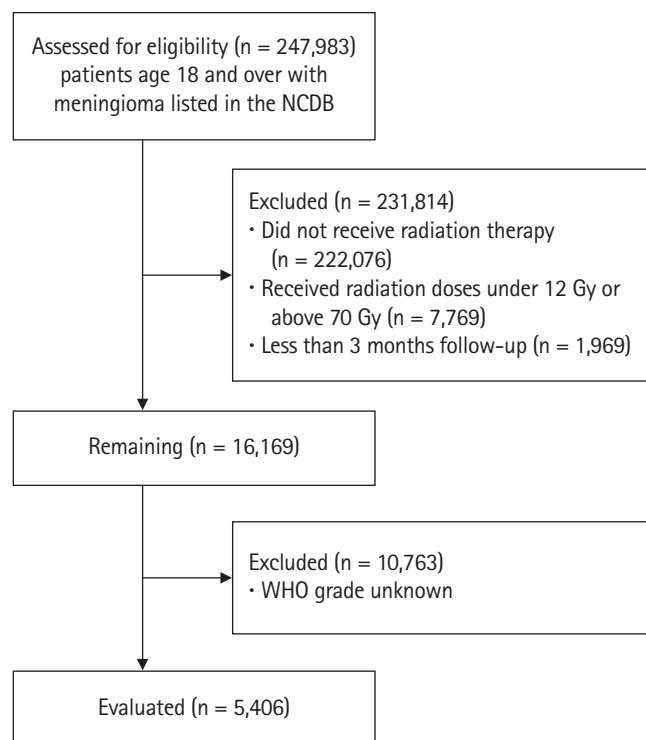 Assessed for eligibility (n = 247,983)
patients age 18 and over with
meningioma listed in the NCDB
Excluded (n = 231,814)
· Did not receive radiation therapy
(n = 222,076)
· Received radiation doses under 12 Gy or
above 70 Gy (n = 7,769)
· Less than 3 months follow-up (n = 1,969)
Remaining (n = 16,169)
Excluded (n = 10,763)
· WHO grade unknown
Evaluated (n = 5,406)